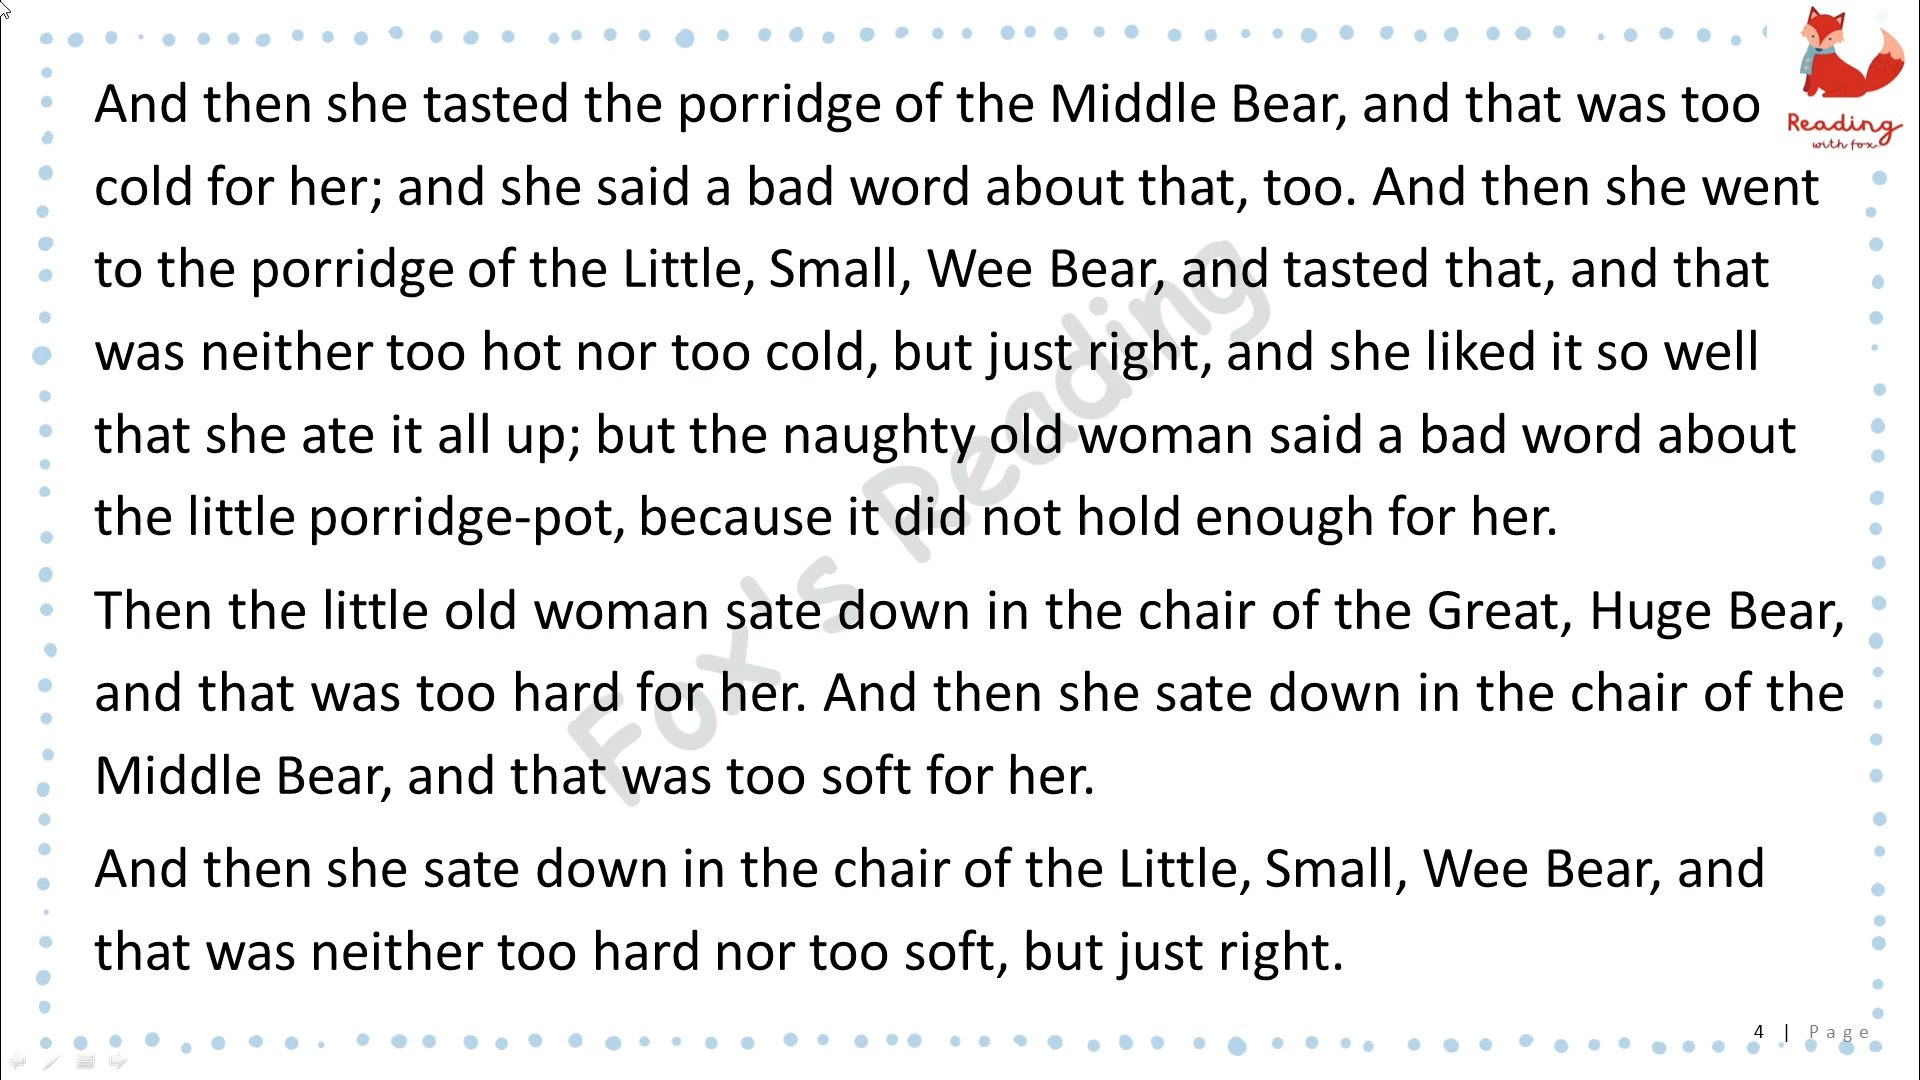 And then she tasted the porridge of the Middle Bear, and that was too
cold for her; and she said a bad word about that, too. And then she went
to the porridge of the Little, Small, Wee Bear, and tasted that, and that
was neither too hot nor too cold, but just right, and she liked it so well
that she ate it all up; but the naughty old woman said a bad word about
the little porridge-pot, because it did not hold enough for her.
Then the little old woman sate down in the chair of the Great, Huge Bear,
and that was too hard for her. And then she sate down in the chair of the
Middle Bear, and that was too soft for her.
And then she sate down in the chair of the Little, Small, Wee Bear, and
that was neither too hard nor too soft, but just right.
Reading
with fox
Fox's Reading
4 | Page